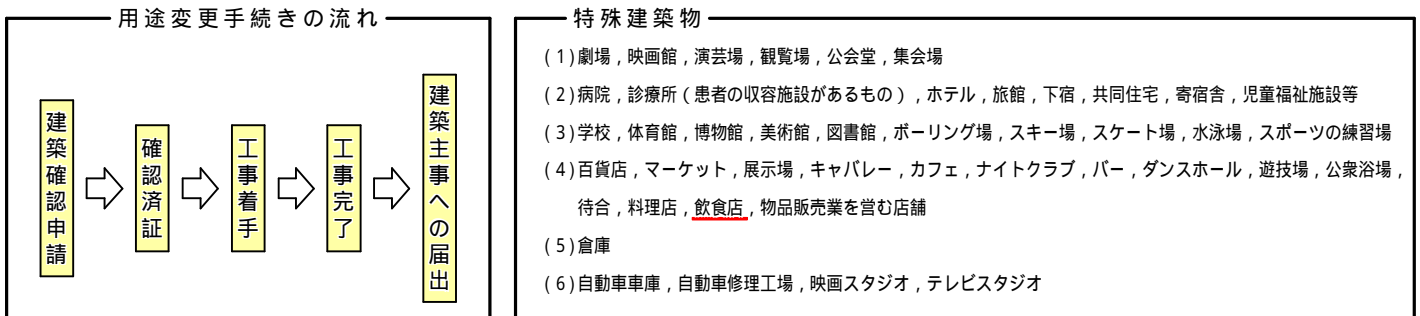 用途変更手続きの流れ
建築確認申請
確認済証
工事着手
工事完了
建築主事への届出
特殊建築物
(1)劇場，映画館，演芸場，観覧場，公会堂，集会場
(2)病院，診療所(患者の収容施設があるもの)，ホテル，旅館，下宿，共同住宅，寄宿舎，児童福祉施設等
(3)学校，体育館，博物館，美術館，図書館，ボーリング場，スキー場，スケート場，水泳場，スポーツの練習場
(4)百貨店，マーケット，展示場，キャバレー，カフェ，ナイトクラブ，バー，ダンスホール，遊技場，公衆浴場，
待合，料理店，飲食店，物品販売業を営む店舗
(5)倉庫
(6)自動車車庫，自動車修理工場，映画スタジオ，テレビスタジオ